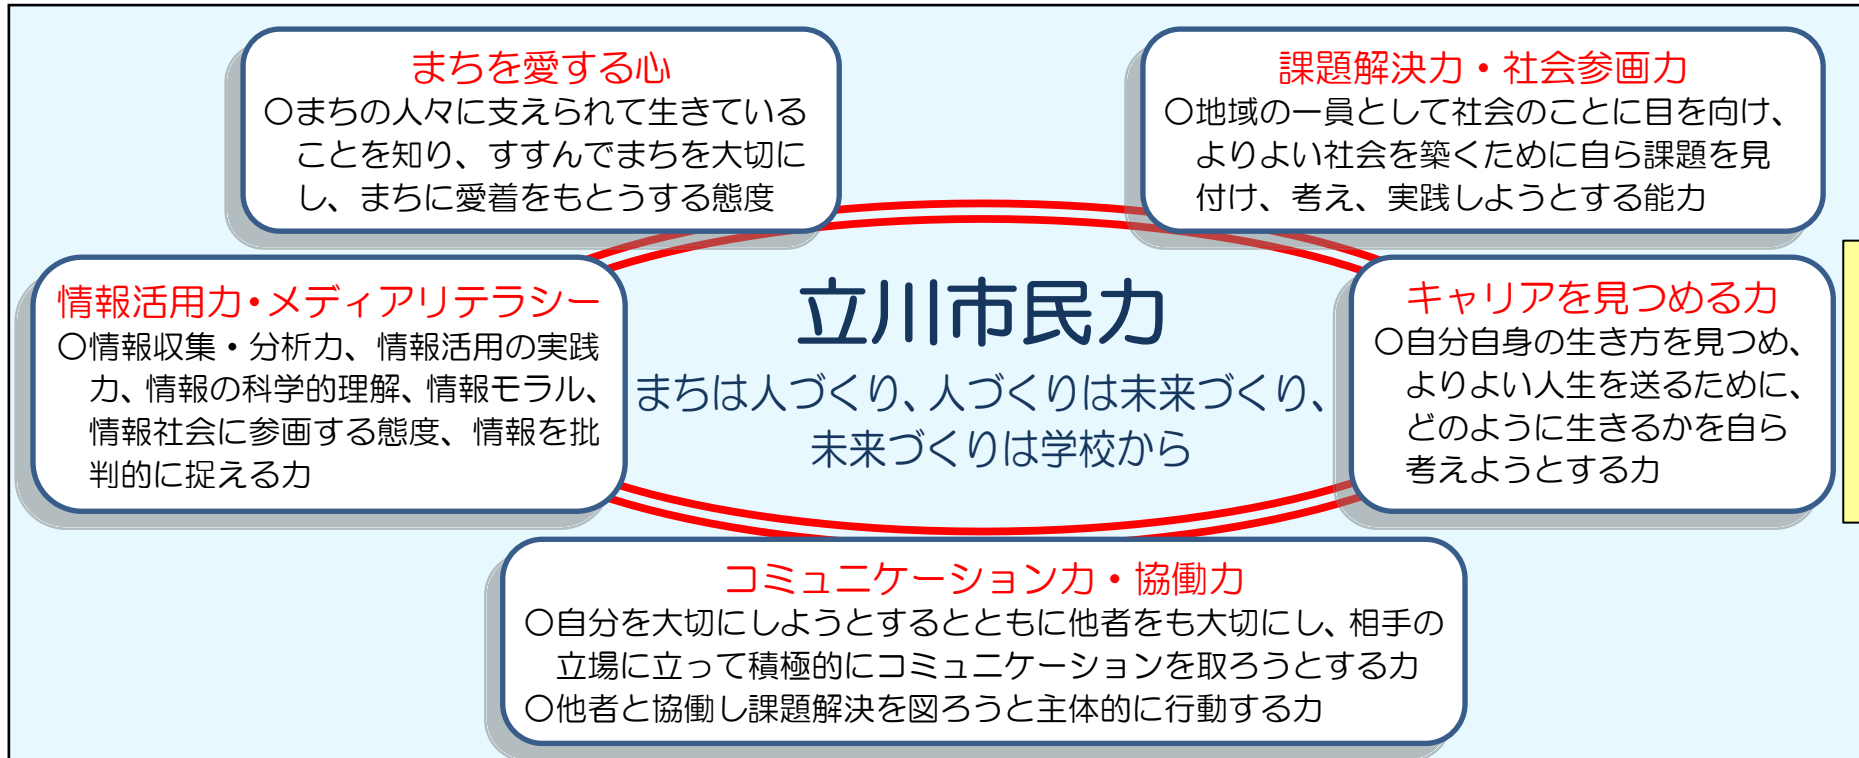 まちを愛する心
○まちの人々に支えられて生きている
ことを知り、すすんでまちを大切に
し、まちに愛着をもとうする態度
課題解決力・社会参画力
○地域の一員として社会のことに目を向け、
よりよい社会を築くために自ら課題を見
付け、考え、実践しようとする能力
情報活用力・メディアリテラシー
○情報収集・分析力、情報活用の実践
力、情報の科学的理解、情報モラル、
情報社会に参画する態度、情報を批
判的に捉える力
立川市民力
まちは人づくり、人づくりは未来づくり、
未来づくりは学校から
キャリアを見つめる力
○自分自身の生き方を見つめ、
よりよい人生を送るために、
どのように生きるかを自ら
考えようとする力
コミュニケーション力・協働力
○自分を大切にしようとするとともに他者をも大切にし、相手の
立場に立って積極的にコミュニケーションを取ろうとする力
○他者と協働し課題解決を図ろうと主体的に行動する力